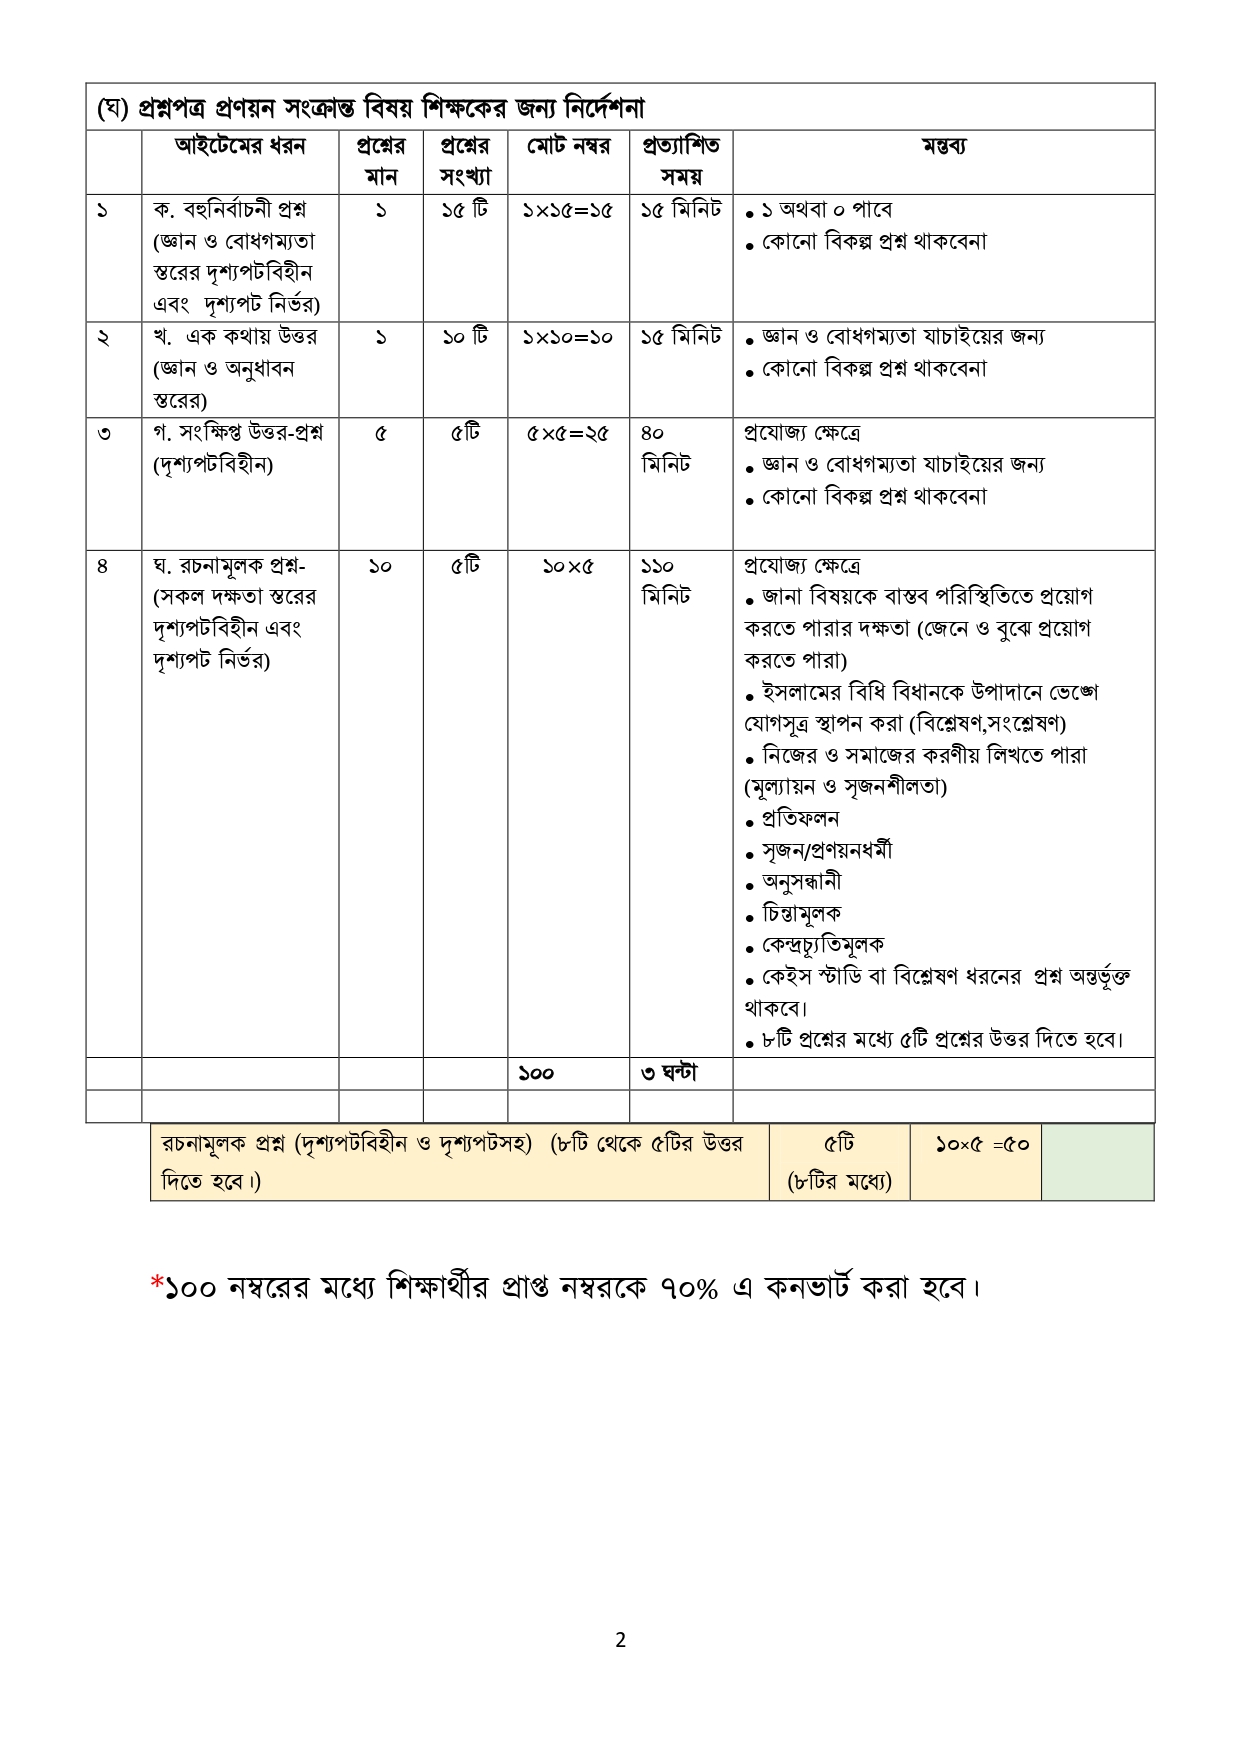 (ঘ) প্রশ্নপত্র প্রণয়ন সংক্রান্ত বিষয় শিক্ষকের জন্য নির্দেশনা
আইটেমের ধরন প্রশ্নের মান প্রশ্নের সংখ্যা মোট নম্বর প্রত্যাশিত সময় মন্তব্য
১ ক. বহুনির্বাচনী প্রশ্ন ১ ১৫ টি ১×১৫=১৫ ১৫ মিনিট • ১ অথবা ০ পাবে
(জ্ঞান ও বোধগম্যতা • কোনো বিকল্প প্রশ্ন থাকবেনা
স্তরের দৃশ্যপটবিহীন
এবং দৃশ্যপট নির্ভর)
২ খ. এক কথায় উত্তর ১ ১০ টি ১×১০=১০ ১৫ মিনিট • জ্ঞান ও বোধগম্যতা যাচাইয়ের জন্য
(জ্ঞান ও অনুধাবন • কোনো বিকল্প প্রশ্ন থাকবেনা
স্তরের)
৩ গ. সংক্ষিপ্ত উত্তর-প্রশ্ন ৫ ৫টি ৫×৫=২৫ ৪০ প্রযোজ্য ক্ষেত্রে
(দৃশ্যপটবিহীন) মিনিট • জ্ঞান ও বোধগম্যতা যাচাইয়ের জন্য
• কোনো বিকল্প প্রশ্ন থাকবেনা
৪ ঘ. রচনামূলক প্রশ্ন- ১০ ৫টি ১০×৫ ১১০ প্রযোজ্য ক্ষেত্রে
(সকল দক্ষতা স্তরের মিনিট • জানা বিষয়কে বাস্তব পরিস্থিতিতে প্রয়োগ
দৃশ্যপটবিহীন এবং করতে পারার দক্ষতা (জেনে ও বুঝে প্রয়োগ
দৃশ্যপট নির্ভর) করতে পারা)
• ইসলামের বিধি বিধানকে উপাদানে ভেঙ্গে
যোগসূত্র স্থাপন করা (বিশ্লেষণ,সংশ্লেষণ)
• নিজের ও সমাজের করণীয় লিখতে পারা
(মূল্যায়ন ও সৃজনশীলতা)
• প্রতিফলন
• সৃজন/প্রণয়নধর্মী
• অনুসন্ধানী
• চিন্তামূলক
• কেন্দ্রচ্যূতিমূলক
• কেইস স্টাডি বা বিশ্লেষণ ধরনের প্রশ্ন অন্তর্ভূক্ত
থাকবে।
• ৮টি প্রশ্নের মধ্যে ৫টি প্রশ্নের উত্তর দিতে হবে।
১০০ ৩ ঘন্টা
রচনামূলক প্রশ্ন (দৃশ্যপটবিহীন ও দৃশ্যপটসহ) (৮টি থেকে ৫টির উত্তর ৫টি ১০×৫ =৫০
দিতে হবে।) (৮টির মধ্যে)
*১০০ নম্বরের মধ্যে শিক্ষার্থীর প্রাপ্ত নম্বরকে ৭০% এ কনভার্ট করা হবে।
2